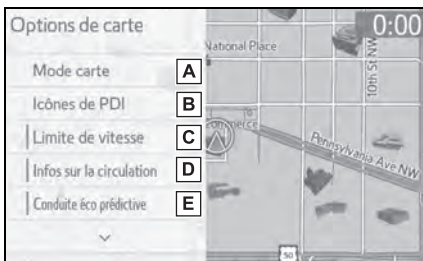 Options de carte
0:00
Mode carte A
Icônes de PDI B
Limite de vitesse C
Infos sur la circulation D
Conduite éco prédictive E
National Place
10th St NW
Commerce
Pennsylvania Ave NW
50